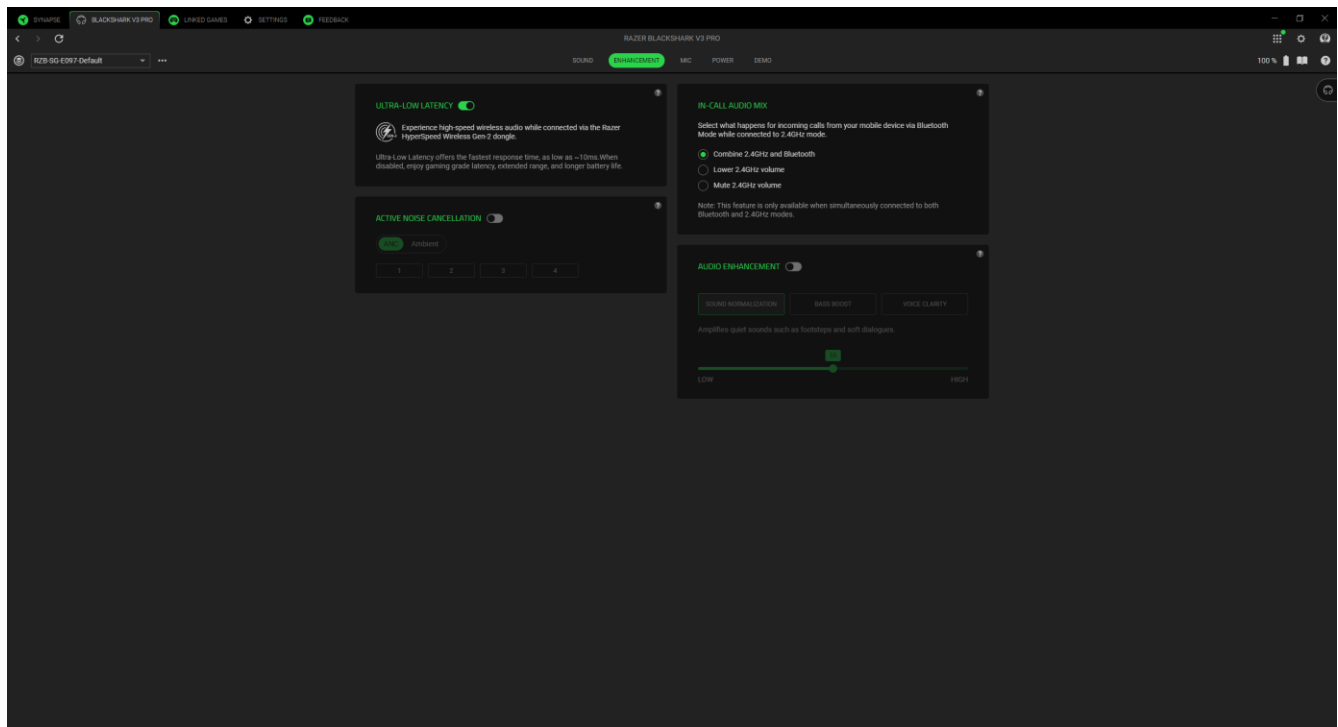 SYNAPSE BLACKSHARK V3 PRO LINKED GAMES SETTINGS FEEDBACK
RAZER BLACKSHARK V3 PRO
RZB-SG-E097-Default SOUND ENHANCEMENT MIC POWER DEMO 100 %
ULTRA-LOW LATENCY
Experience high-speed wireless audio while connected via the Razer
HyperSpeed Wireless Gen-2 dongle.
Ultra-Low Latency offers the fastest response time, as low as ~10ms.When
disabled, enjoy gaming grade latency, extended range, and longer battery life.
ACTIVE NOISE CANCELLATION
ANC Ambient
1 2 3 4
IN-CALL AUDIO MIX
Select what happens for incoming calls from your mobile device via Bluetooth
Mode while connected to 2.4GHz mode.
Combine 2.4GHz and Bluetooth
Lower 2.4GHz volume
Mute 2.4GHz volume
Note: This feature is only available when simultaneously connected to both
Bluetooth and 2.4GHz modes.
AUDIO ENHANCEMENT
SOUND NORMALIZATION BASS BOOST VOICE CLARITY
Amplifies quiet sounds such as footsteps and soft dialogues.
LOW HIGH